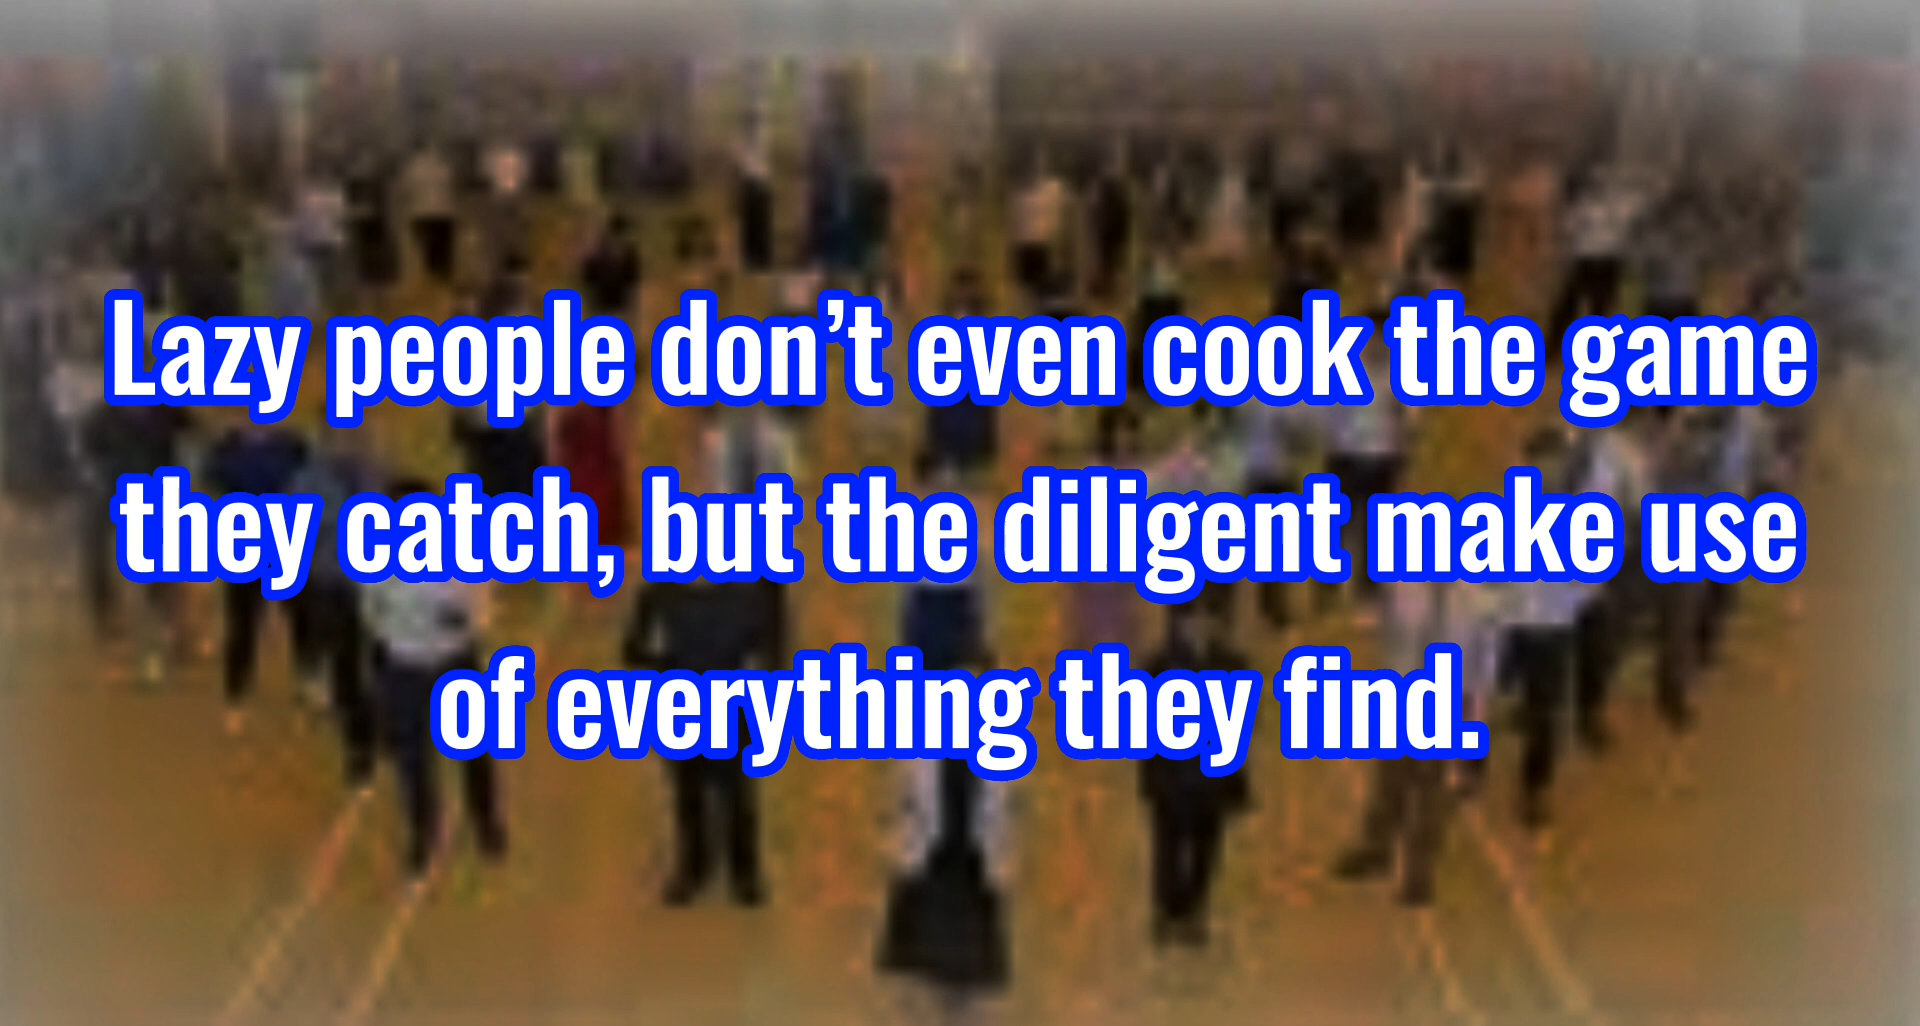 Lazy people don’t even cook the game
they catch, but the diligent make use
of everything they find.